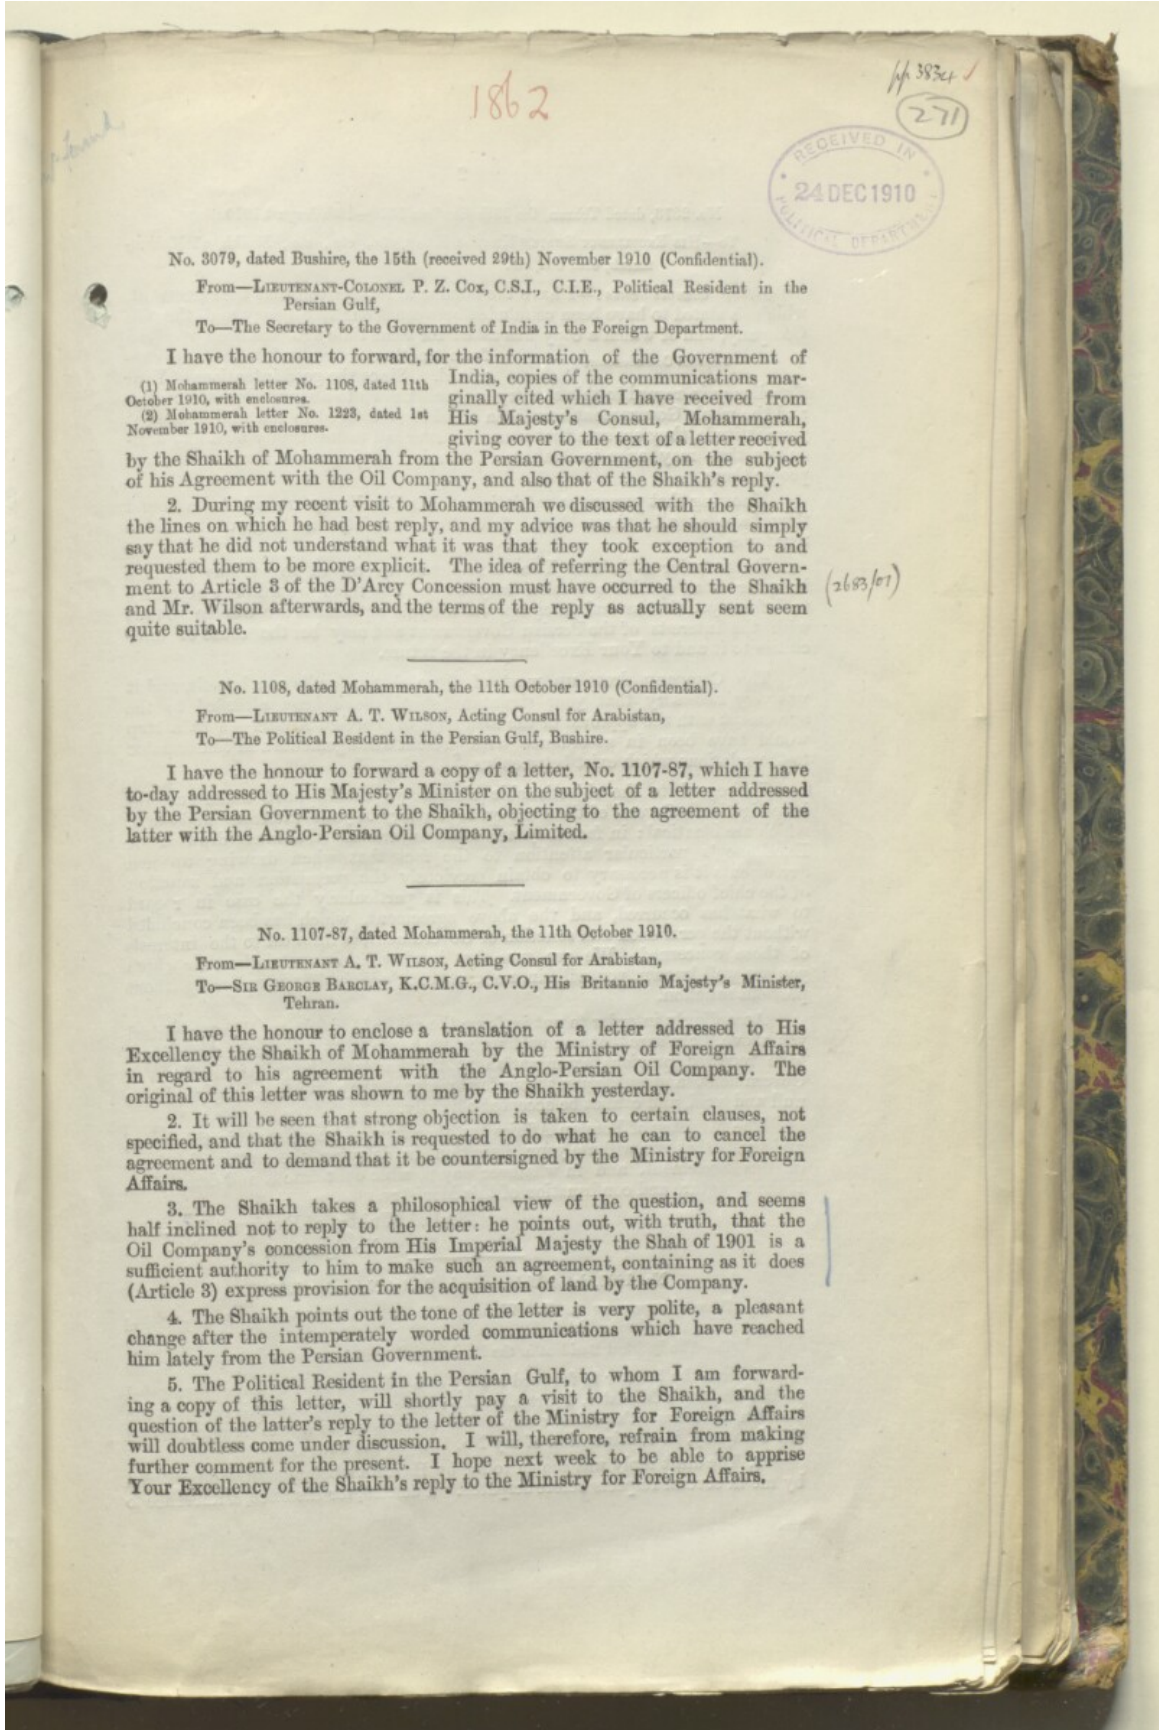 1862
pp. 3834
271
RECEIVED IN
24 DEC 1910
POLITICAL DEPARTMENT
No. 3079, dated Bushire, the 15th (received 29th) November 1910 (Confidential).
From—LIEUTENANT-COLONEL P. Z. COX, C.S.I., C.I.E., Political Resident in the
Persian Gulf,
To—The Secretary to the Government of India in the Foreign Department.
I have the honour to forward, for the information of the Government of
(1) Mohammerah letter No. 1108, dated 11th
October 1910, with enclosures.
(2) Mohammerah letter No. 1223, dated 1st
November 1910, with enclosures.
India, copies of the communications mar-
ginally cited which I have received from
His Majesty's Consul, Mohammerah,
giving cover to the text of a letter received
by the Shaikh of Mohammerah from the Persian Government, on the subject
of his Agreement with the Oil Company, and also that of the Shaikh's reply.
2. During my recent visit to Mohammerah we discussed with the Shaikh
the lines on which he had best reply, and my advice was that he should simply
say that he did not understand what it was that they took exception to and
requested them to be more explicit. The idea of referring the Central Govern-
ment to Article 3 of the D'Arcy Concession must have occurred to the Shaikh
and Mr. Wilson afterwards, and the terms of the reply as actually sent seem
quite suitable.
(2683/01)
No. 1108, dated Mohammerah, the 11th October 1910 (Confidential).
From—LIEUTENANT A. T. WILSON, Acting Consul for Arabistan,
To—The Political Resident in the Persian Gulf, Bushire.
I have the honour to forward a copy of a letter, No. 1107-87, which I have
to-day addressed to His Majesty's Minister on the subject of a letter addressed
by the Persian Government to the Shaikh, objecting to the agreement of the
latter with the Anglo-Persian Oil Company, Limited.
No. 1107-87, dated Mohammerah, the 11th October 1910.
From—LIEUTENANT A. T. WILSON, Acting Consul for Arabistan,
To—SIR GEORGE BARCLAY, K.C.M.G., C.V.O., His Britannic Majesty's Minister,
Tehran.
I have the honour to enclose a translation of a letter addressed to His
Excellency the Shaikh of Mohammerah by the Ministry of Foreign Affairs
in regard to his agreement with the Anglo-Persian Oil Company. The
original of this letter was shown to me by the Shaikh yesterday.
2. It will be seen that strong objection is taken to certain clauses, not
specified, and that the Shaikh is requested to do what he can to cancel the
agreement and to demand that it be countersigned by the Ministry for Foreign
Affairs.
3. The Shaikh takes a philosophical view of the question, and seems
half inclined not to reply to the letter: he points out, with truth, that the
Oil Company's concession from His Imperial Majesty the Shah of 1901 is a
sufficient authority to him to make such an agreement, containing as it does
(Article 3) express provision for the acquisition of land by the Company.
4. The Shaikh points out the tone of the letter is very polite, a pleasant
change after the intemperately worded communications which have reached
him lately from the Persian Government.
5. The Political Resident in the Persian Gulf, to whom I am forward-
ing a copy of this letter, will shortly pay a visit to the Shaikh, and the
question of the latter's reply to the letter of the Ministry for Foreign Affairs
will doubtless come under discussion. I will, therefore, refrain from making
further comment for the present. I hope next week to be able to apprise
Your Excellency of the Shaikh's reply to the Ministry for Foreign Affairs.